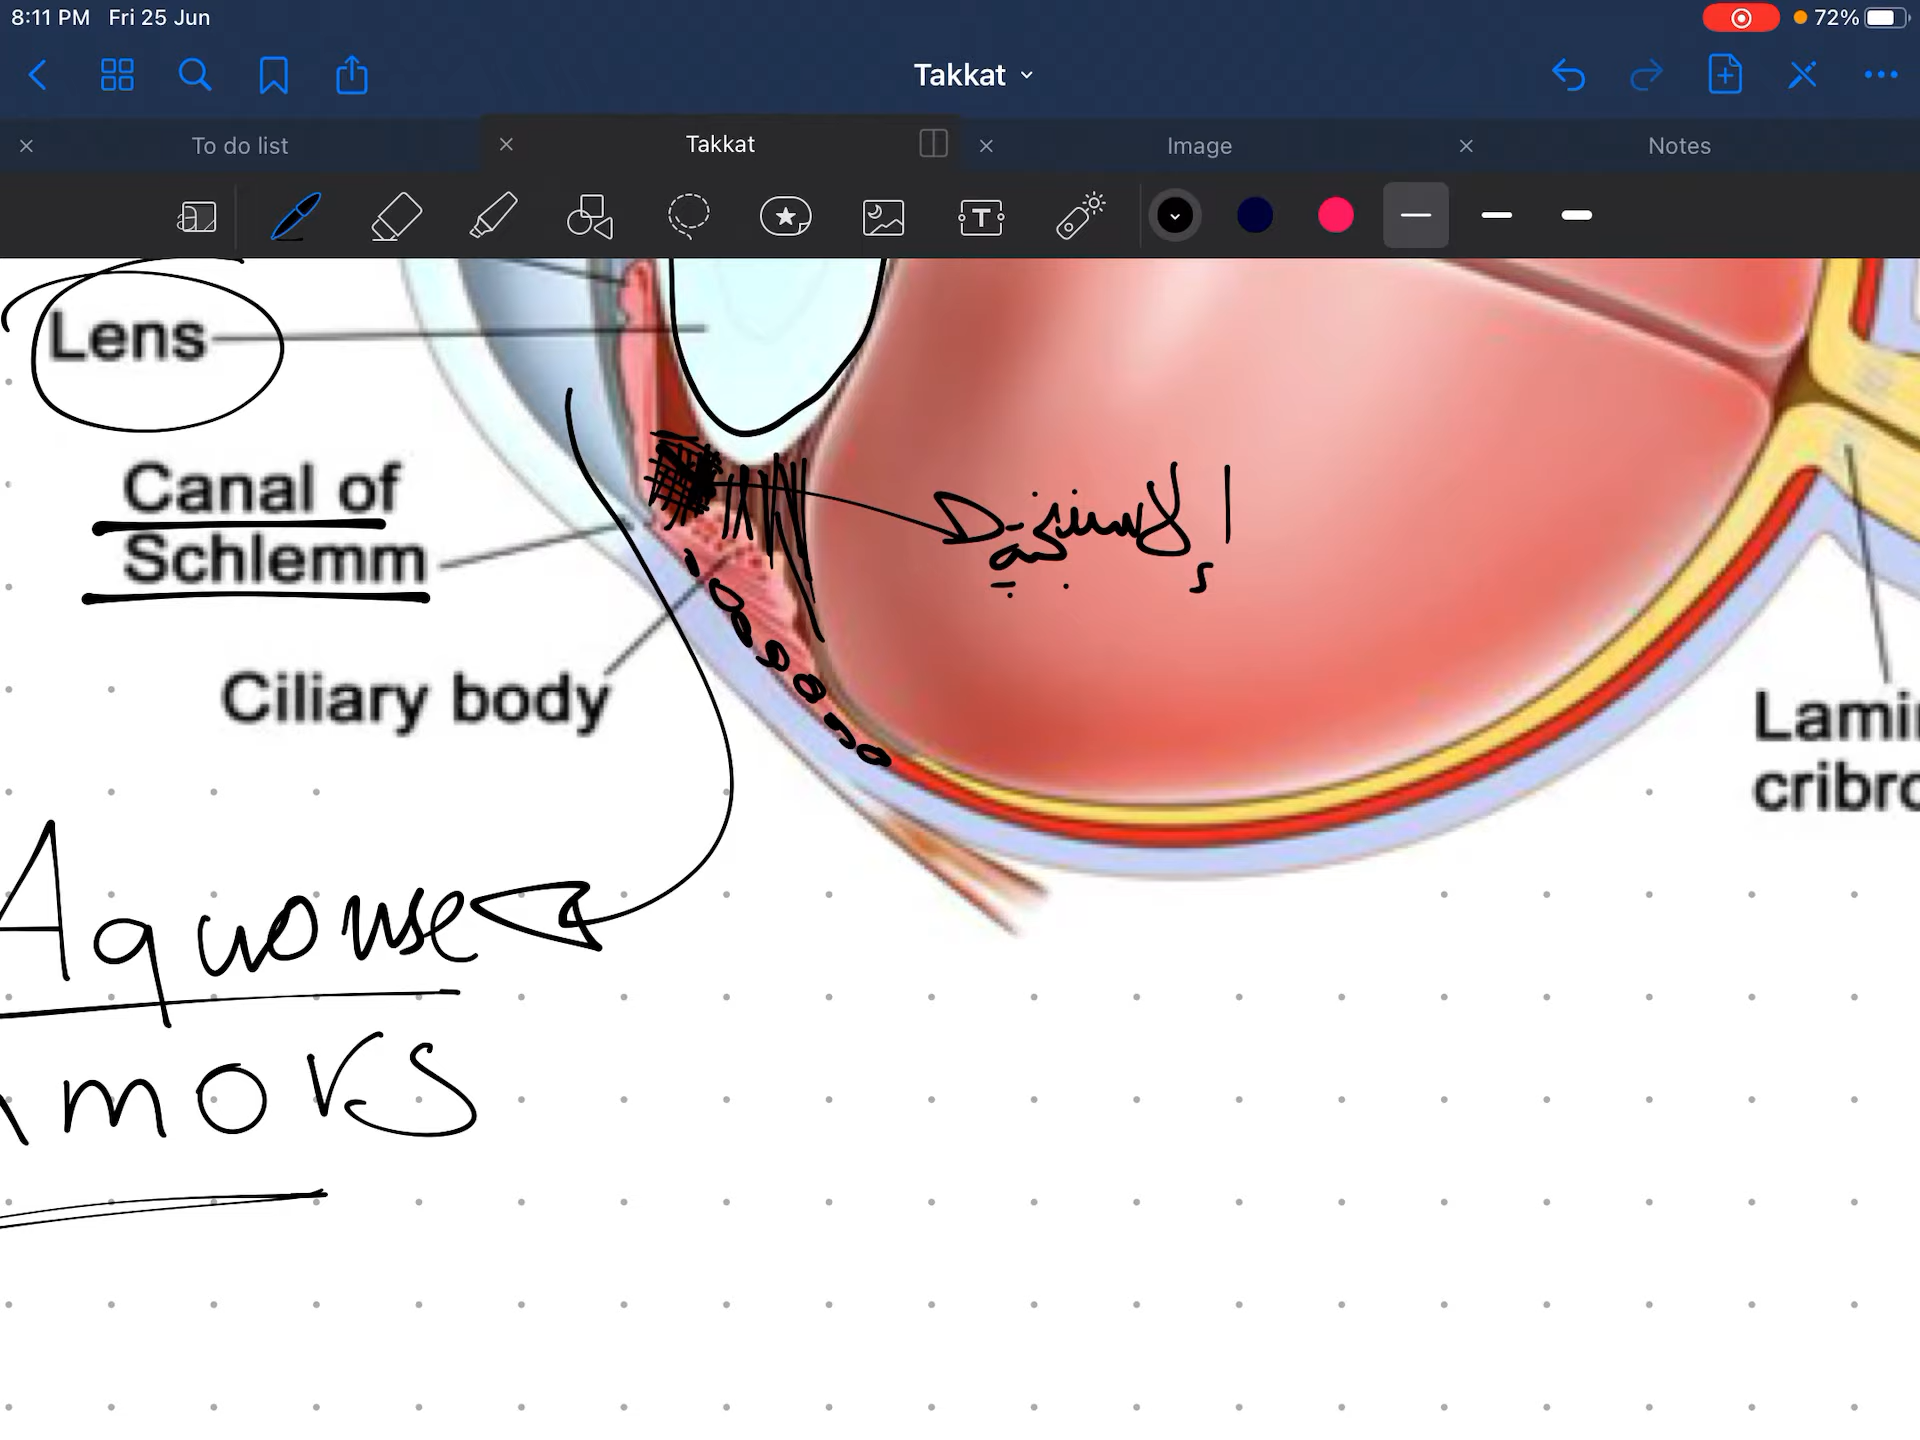 8:11 PM Fri 25 Jun
72%
Takkat
To do list
Takkat
Image
Notes
Lens
Canal of
Schlemm
الإسفنجية
Ciliary body
Lami
cribro
Aquouse
mors